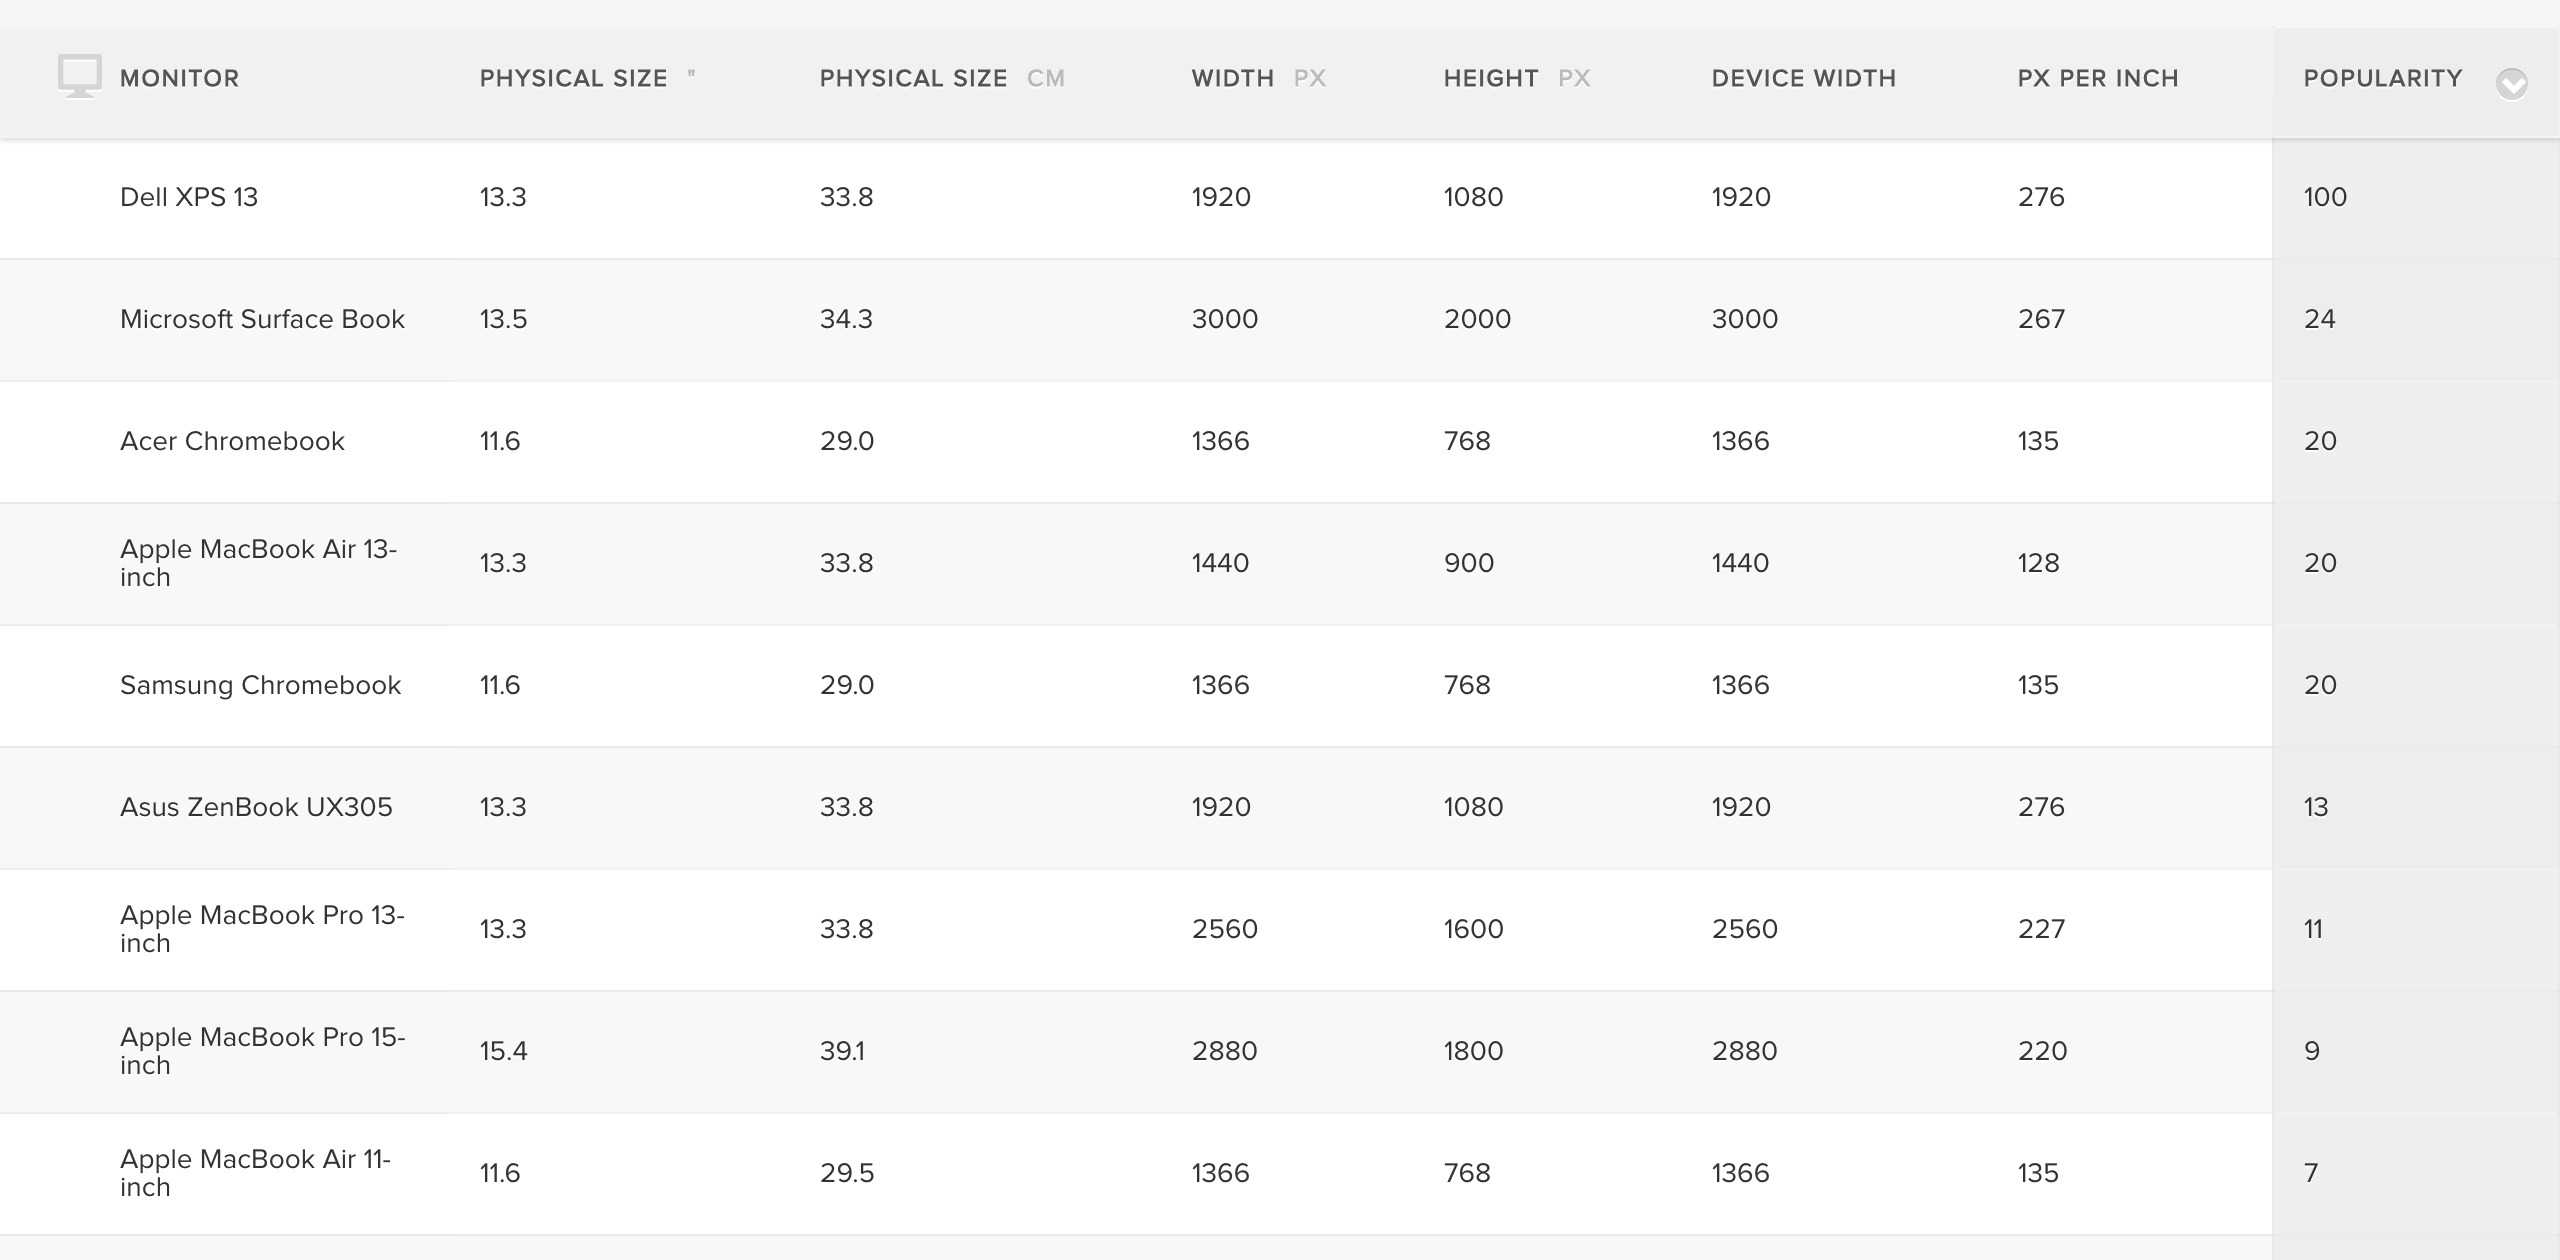 MONITOR PHYSICAL SIZE " PHYSICAL SIZE CM WIDTH PX HEIGHT PX DEVICE WIDTH PX PER INCH POPULARITY
Dell XPS 13 13.3 33.8 1920 1080 1920 276 100
Microsoft Surface Book 13.5 34.3 3000 2000 3000 267 24
Acer Chromebook 11.6 29.0 1366 768 1366 135 20
Apple MacBook Air 13-
inch 13.3 33.8 1440 900 1440 128 20
Samsung Chromebook 11.6 29.0 1366 768 1366 135 20
Asus ZenBook UX305 13.3 33.8 1920 1080 1920 276 13
Apple MacBook Pro 13-
inch 13.3 33.8 2560 1600 2560 227 11
Apple MacBook Pro 15-
inch 15.4 39.1 2880 1800 2880 220 9
Apple MacBook Air 11-
inch 11.6 29.5 1366 768 1366 135 7